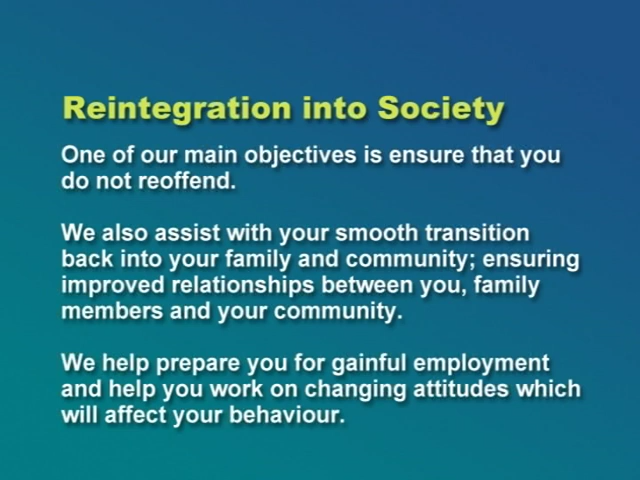 Reintegration into Society
One of our main objectives is ensure that you
do not reoffend.
We also assist with your smooth transition
back into your family and community; ensuring
improved relationships between you, family
members and your community.
We help prepare you for gainful employment
and help you work on changing attitudes which
will affect your behaviour.